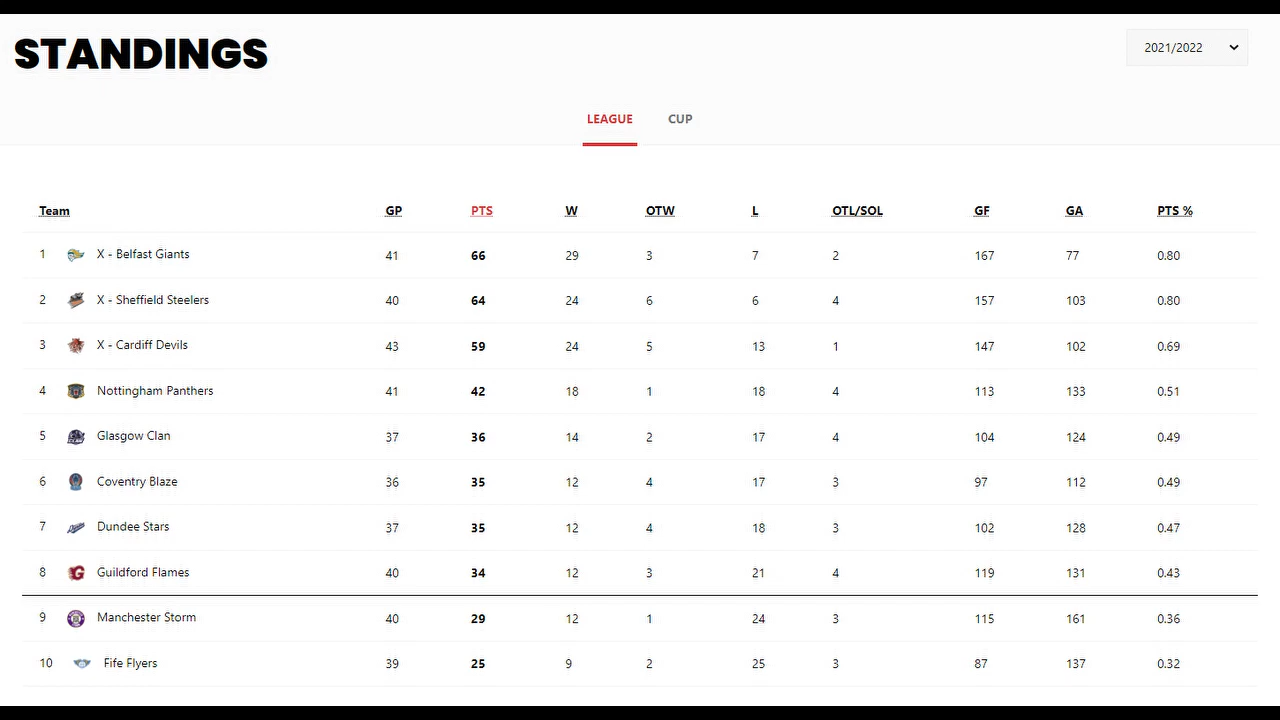 STANDINGS
2021/2022
LEAGUE CUP
Team GP PTS W OTW L OTL/SOL GF GA PTS %
1 X - Belfast Giants 41 66 29 3 7 2 167 77 0.80
2 X - Sheffield Steelers 40 64 24 6 6 4 157 103 0.80
3 X - Cardiff Devils 43 59 24 5 13 1 147 102 0.69
4 Nottingham Panthers 41 42 18 1 18 4 113 133 0.51
5 Glasgow Clan 37 36 14 2 17 4 104 124 0.49
6 Coventry Blaze 36 35 12 4 17 3 97 112 0.49
7 Dundee Stars 37 35 12 4 18 3 102 128 0.47
8 Guildford Flames 40 34 12 3 21 4 119 131 0.43
9 Manchester Storm 40 29 12 1 24 3 115 161 0.36
10 Fife Flyers 39 25 9 2 25 3 87 137 0.32